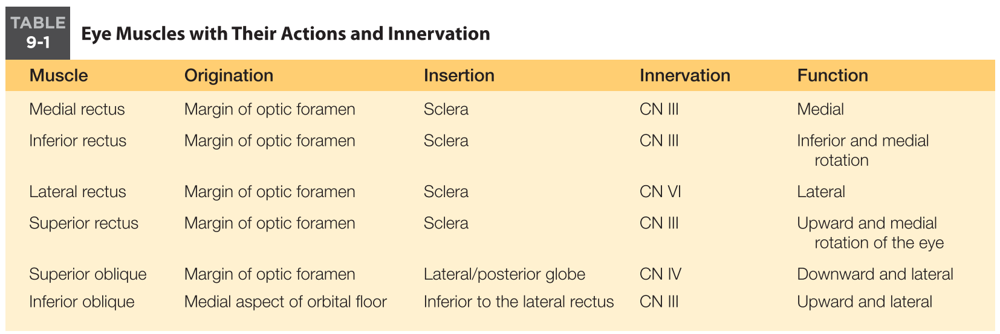 TABLE
9-1
Eye Muscles with Their Actions and Innervation
Muscle Origination Insertion Innervation Function
Medial rectus Margin of optic foramen Sclera CN III Medial
Inferior rectus Margin of optic foramen Sclera CN III Inferior and medial
rotation
Lateral rectus Margin of optic foramen Sclera CN VI Lateral
Superior rectus Margin of optic foramen Sclera CN III Upward and medial
rotation of the eye
Superior oblique Margin of optic foramen Lateral/posterior globe CN IV Downward and lateral
Inferior oblique Medial aspect of orbital floor Inferior to the lateral rectus CN III Upward and lateral